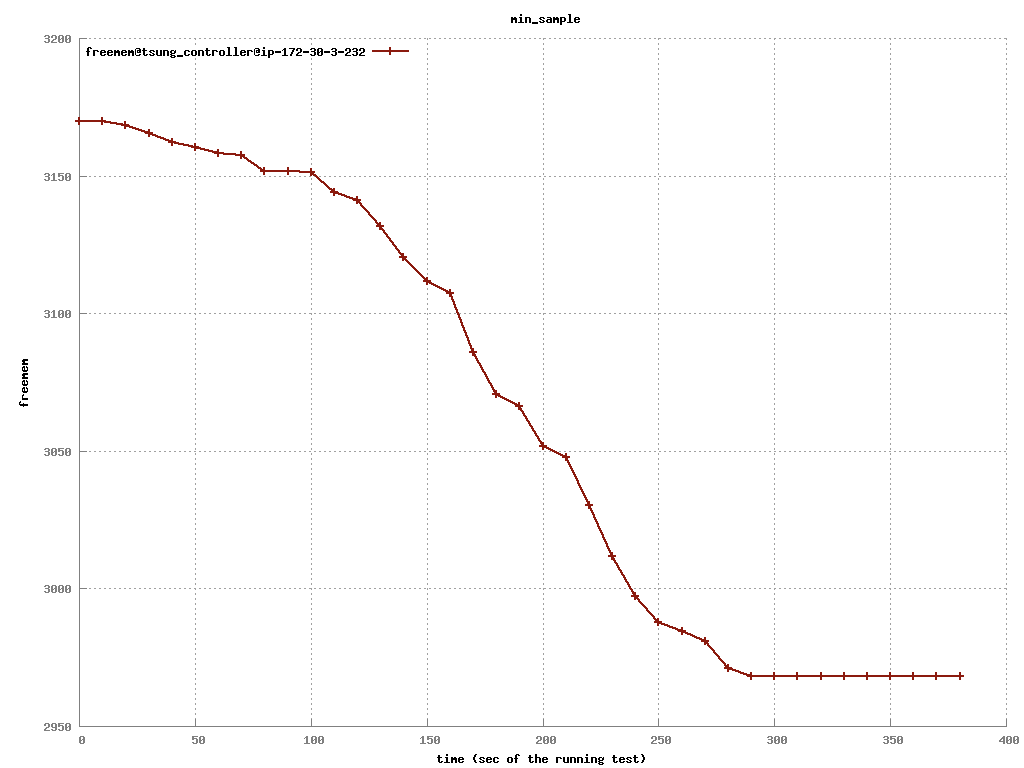 min_sample
freemem@tsung_controller@ip-172-30-3-232
3200
3150
3100
3050
3000
2950
freemem
0 50 100 150 200 250 300 350 400
time (sec of the running test)